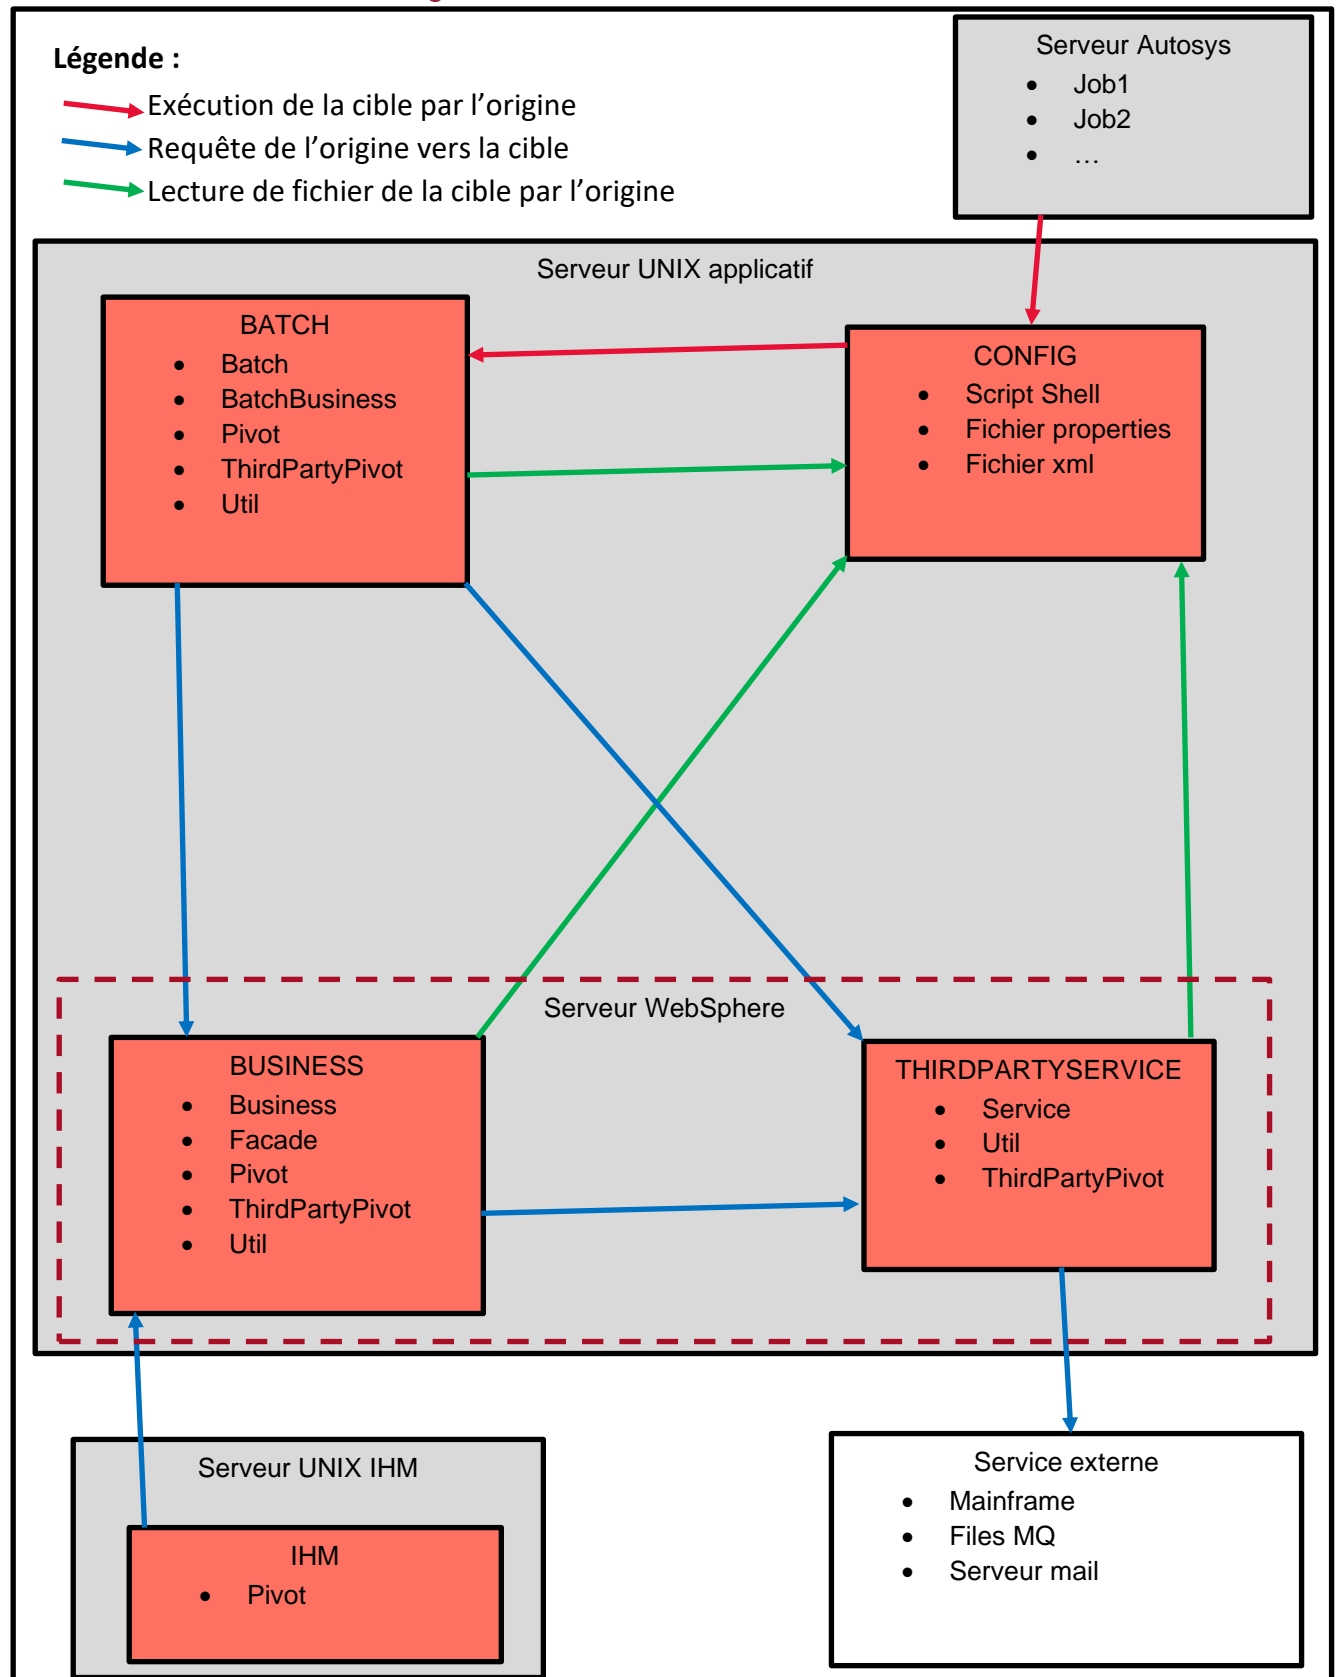 Légende :
Exécution de la cible par l’origine
Requête de l’origine vers la cible
Lecture de fichier de la cible par l’origine
Serveur Autosys
• Job1
• Job2
• …
Serveur UNIX applicatif
BATCH
• Batch
• BatchBusiness
• Pivot
• ThirdPartyPivot
• Util
CONFIG
• Script Shell
• Fichier properties
• Fichier xml
Serveur WebSphere
BUSINESS
• Business
• Facade
• Pivot
• ThirdPartyPivot
• Util
THIRDPARTYSERVICE
• Service
• Util
• ThirdPartyPivot
Serveur UNIX IHM
IHM
• Pivot
Service externe
• Mainframe
• Files MQ
• Serveur mail